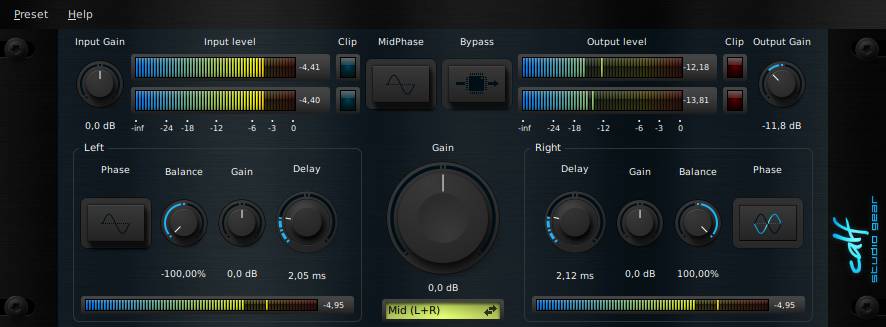 Preset Help
Input Gain Input level Clip MidPhase Bypass Output level Clip Output Gain
-4,41 -12,18
-4,40 -13,81
0,0 dB -inf -24 -18 -12 -6 -3 0 -inf -24 -18 -12 -6 -3 0 -11,8 dB
Left Gain Right
Phase Balance Gain Delay Delay Gain Balance Phase
-100,00% 0,0 dB 2,05 ms 2,12 ms 0,0 dB 100,00%
0,0 dB
-4,95 Mid (L+R) -4,95
calf
studio gear